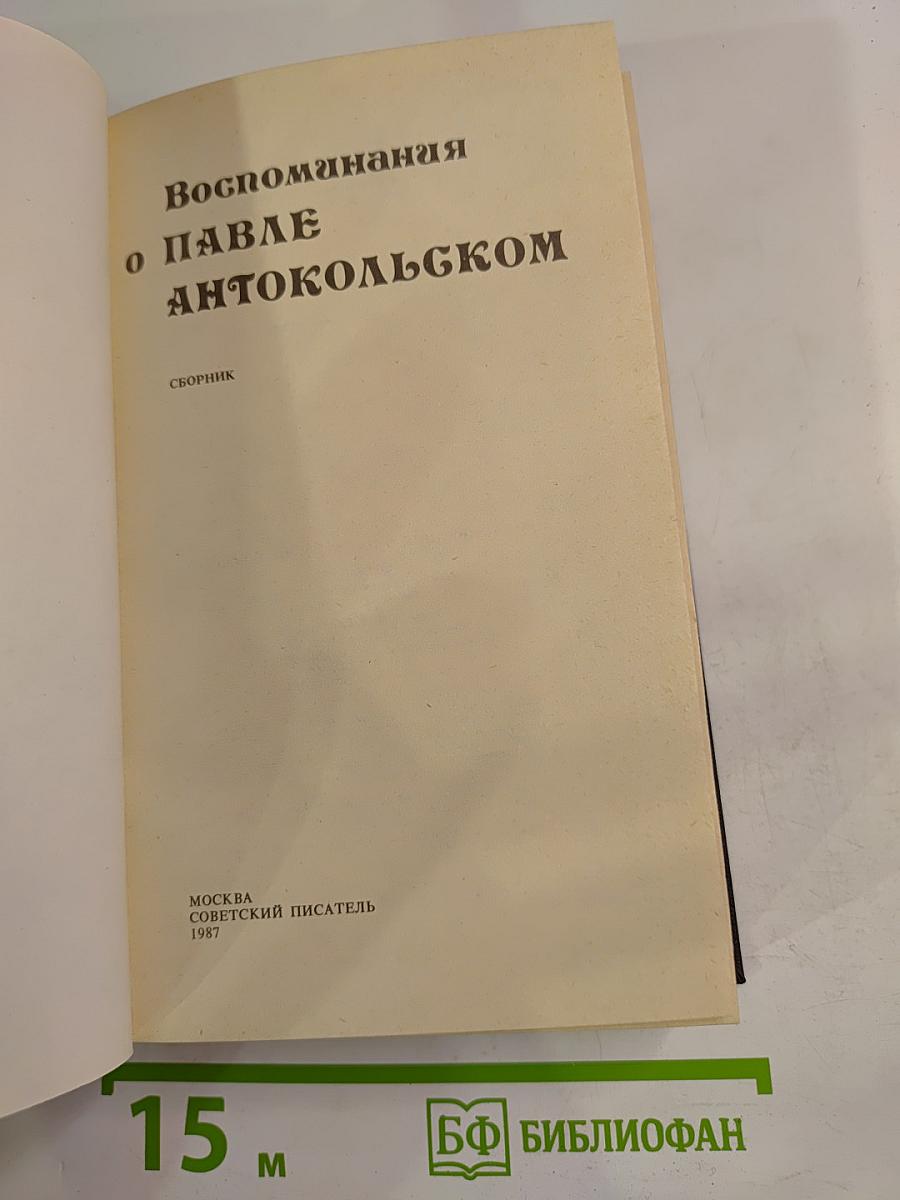 Воспоминания
о ПАВЛЕ
АНТОКОЛЬСКОМ
СБОРНИК
МОСКВА
СОВЕТСКИЙ ПИСАТЕЛЬ
1987
15 м
БФ БИБЛИОФАН